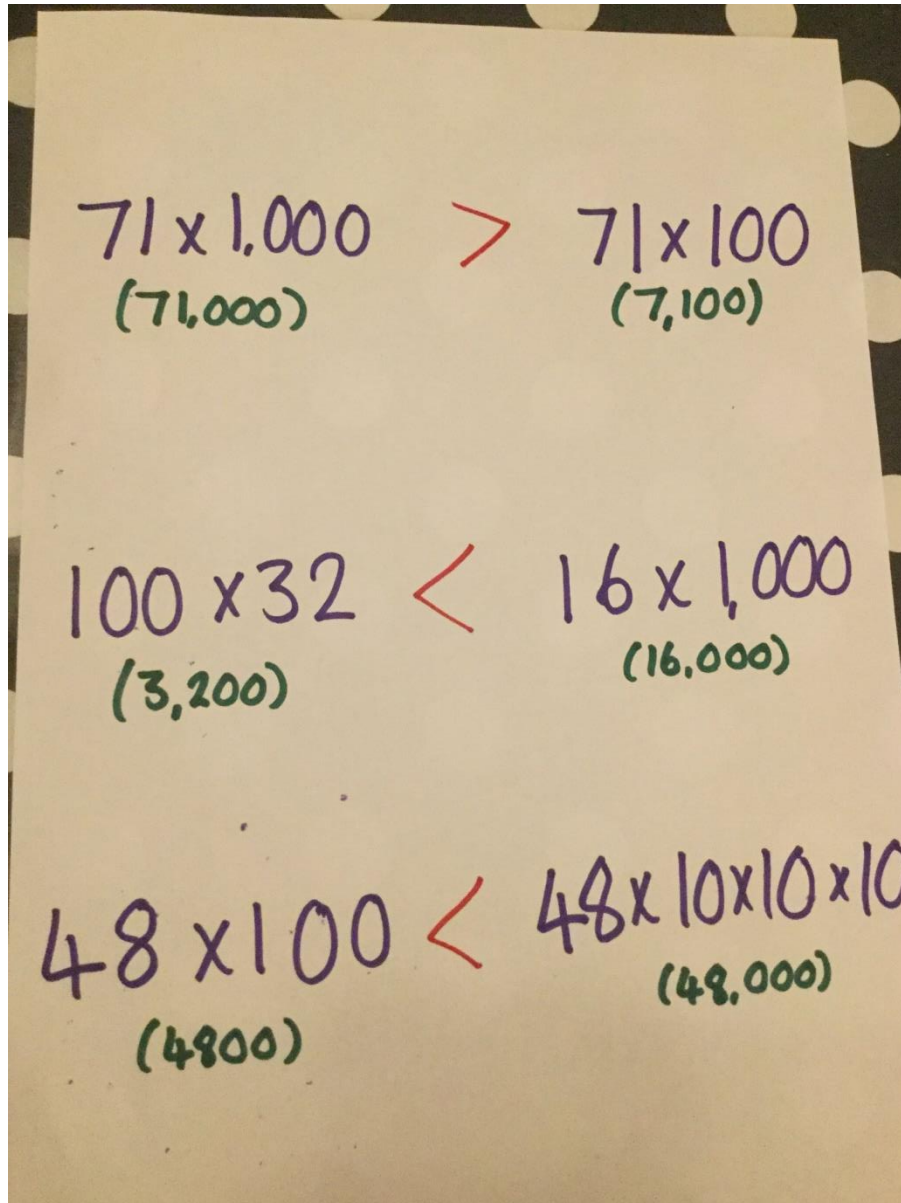 71 x 1,000 > 71 x 100
(71,000) (7,100)
100 x 32 < 16 x 1,000
(3,200) (16,000)
48 x 100 < 48 x 10 x 10 x 10
(4800) (48,000)